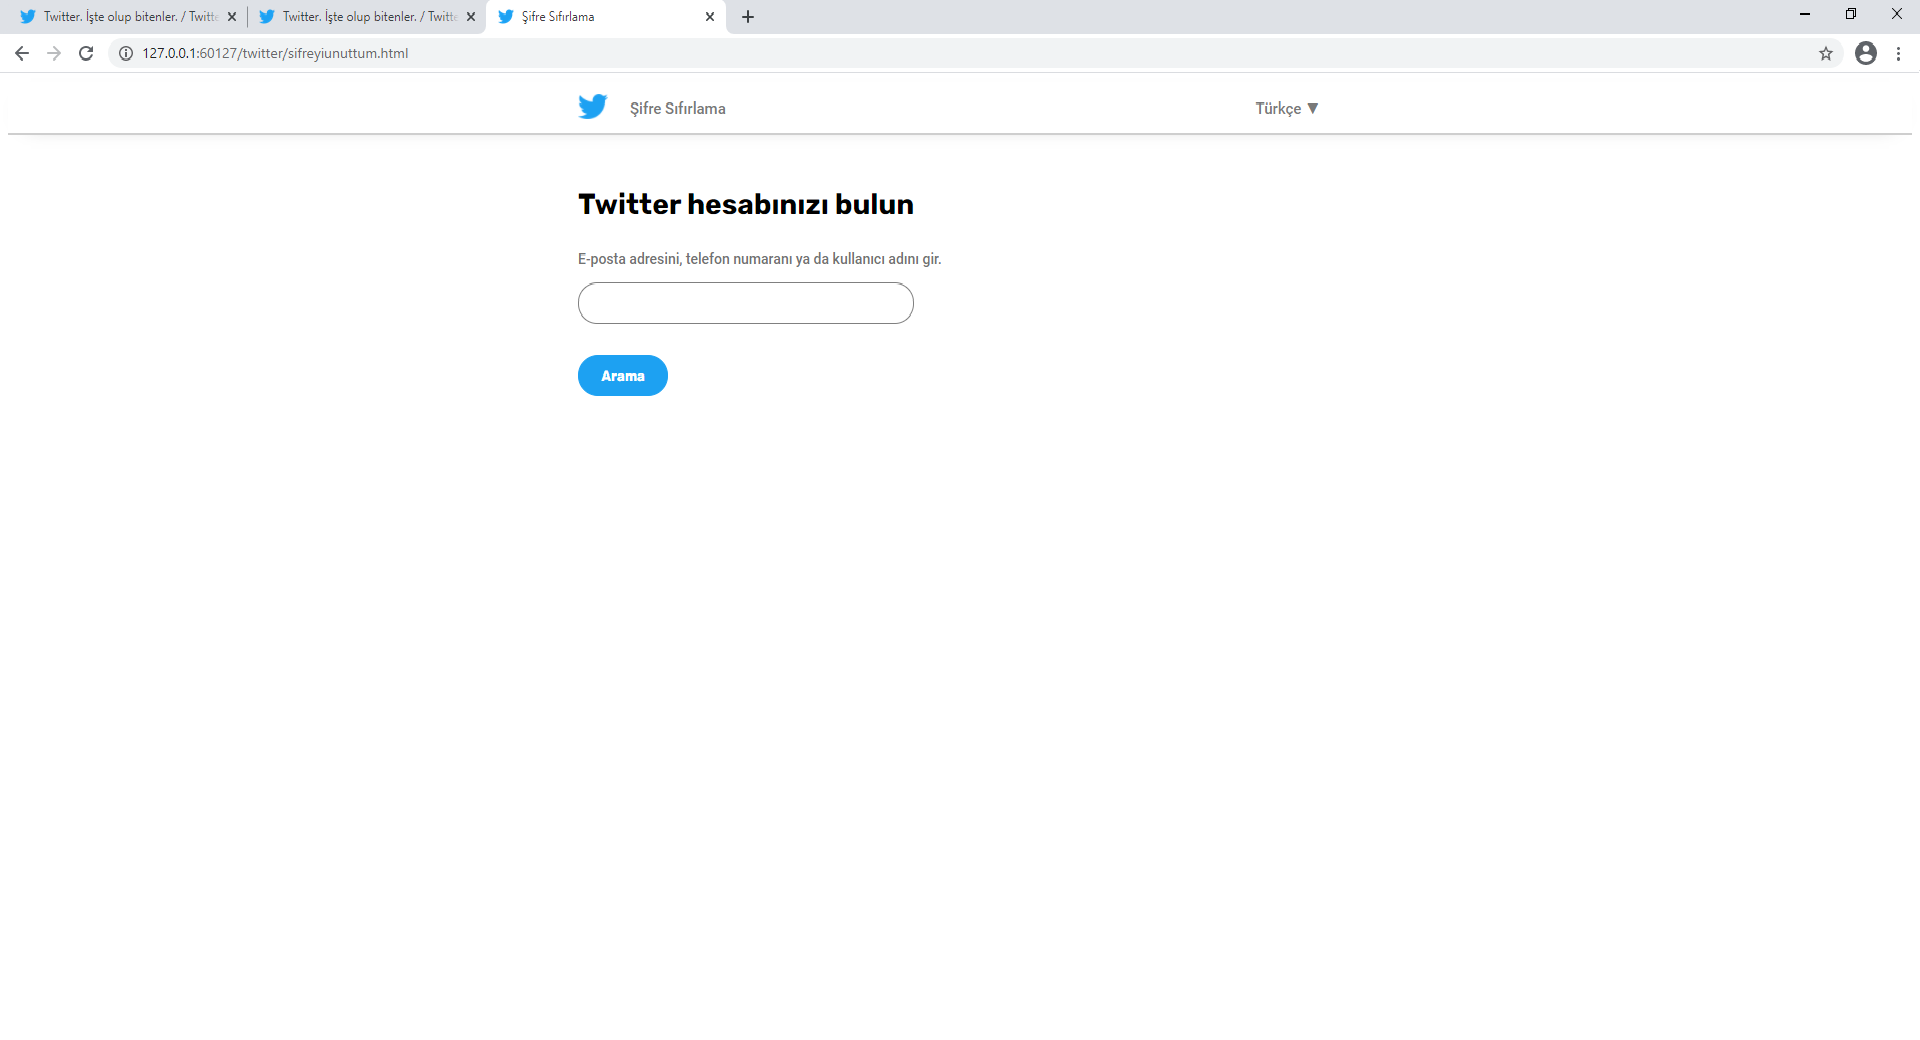 Twitter. İşte olup bitenler. / Twitte
Twitter. İşte olup bitenler. / Twitte
Şifre Sıfırlama
127.0.0.1:60127/twitter/sifreyiunuttum.html
Şifre Sıfırlama
Türkçe ▼
Twitter hesabınızı bulun
E-posta adresini, telefon numaranı ya da kullanıcı adını gir.
Arama